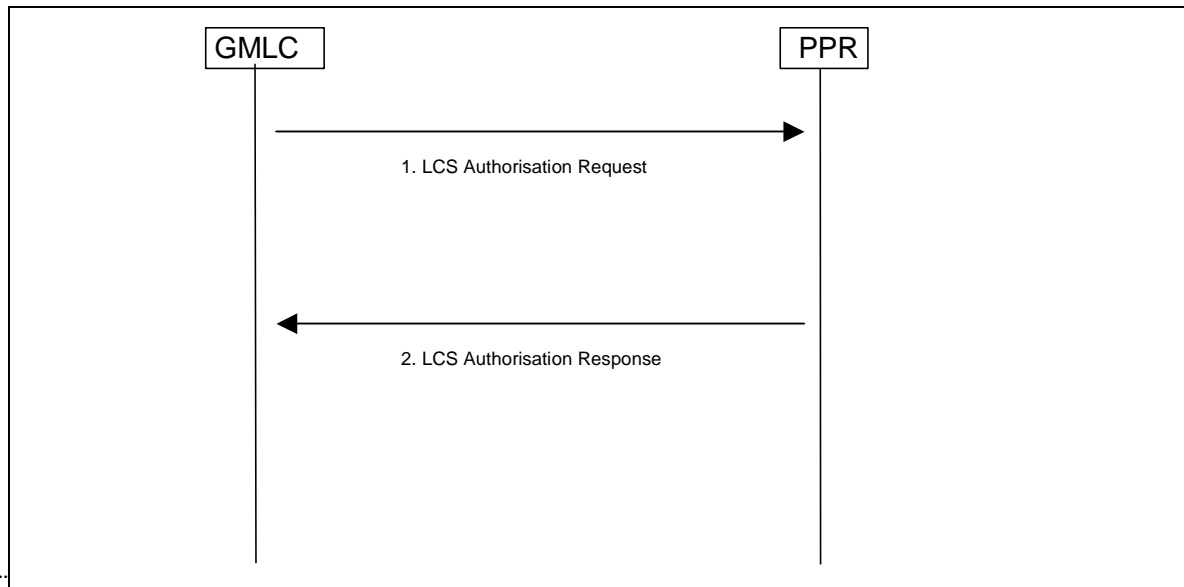 GMLC
PPR
1. LCS Authorisation Request
2. LCS Authorisation Response
..